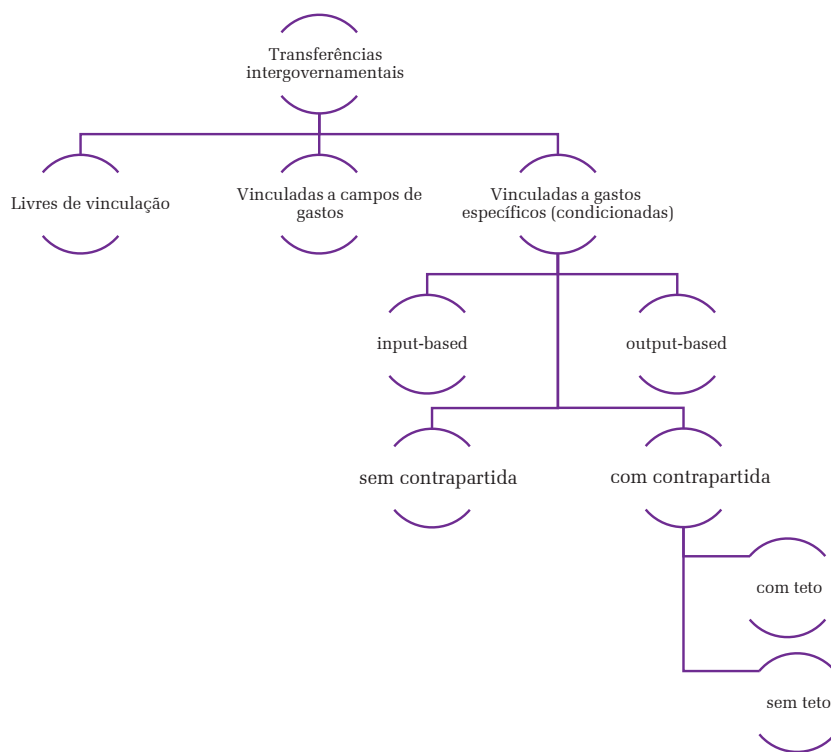 Transferências
intergovernamentais
Livres de vinculação
Vinculadas a campos de
gastos
Vinculadas a gastos
específicos (condicionadas)
input-based
output-based
sem contrapartida
com contrapartida
com teto
sem teto